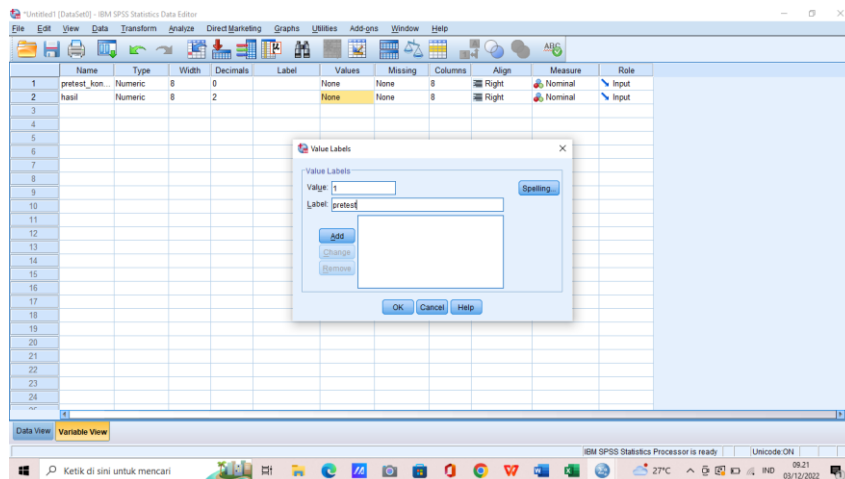 *Untitled1 [DataSet0] - IBM SPSS Statistics Data Editor
File Edit View Data Transform Analyze Direct Marketing Graphs Utilities Add-ons Window Help
Name Type Width Decimals Label Values Missing Columns Align Measure Role
1 pretest_kon... Numeric 8 0 None None 8 Right Nominal Input
2 hasil Numeric 8 2 None None 8 Right Nominal Input
3
4
5
6
7
8
9
10
11
12
13
14
15
16
17
18
19
20
21
22
23
24
Value Labels
Value Labels
Value: 1
Spelling...
Label: pretest
Add
Change
Remove
OK Cancel Help
Data View Variable View
IBM SPSS Statistics Processor is ready Unicode:ON
Ketik di sini untuk mencari
27°C IND 09.21
03/12/2022